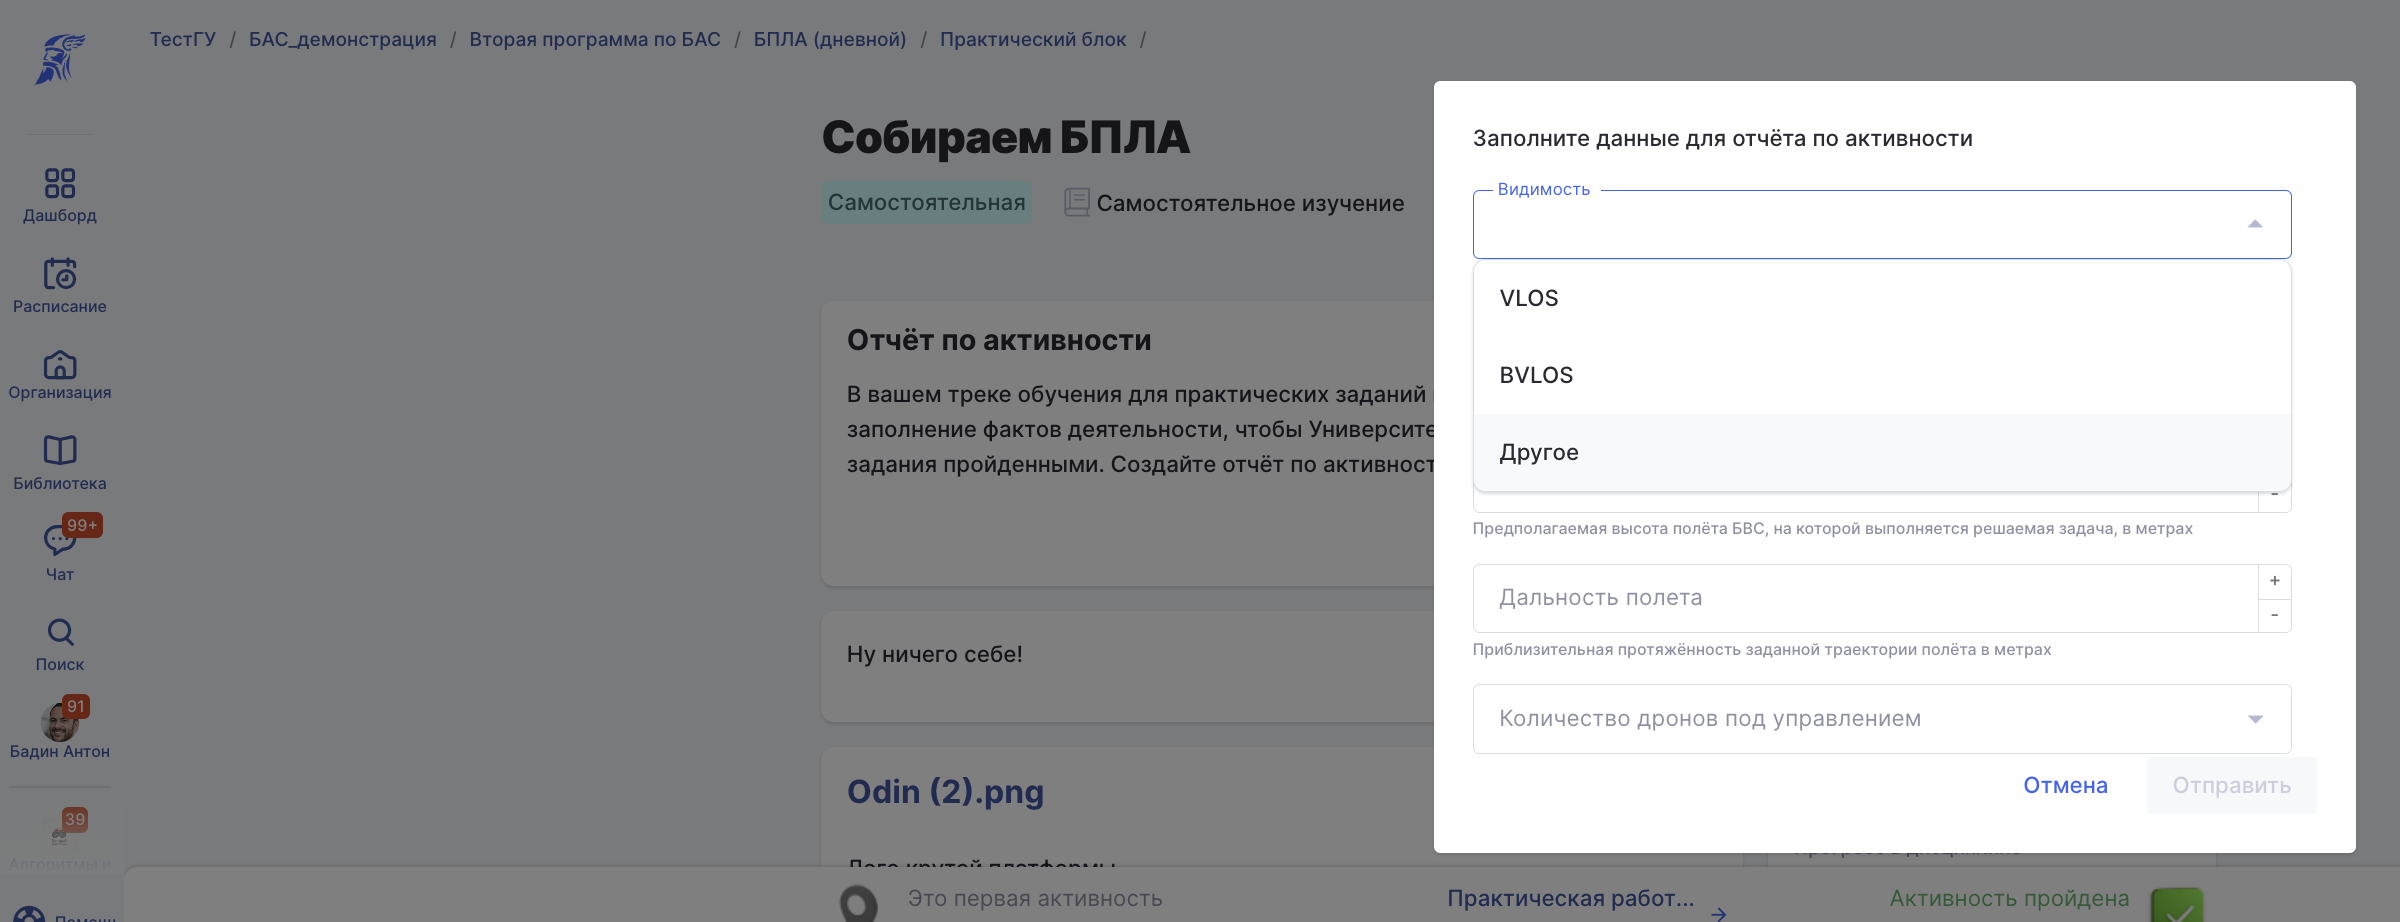 ТестГУ / БАС_демонстрация / Вторая программа по БАС / БПЛА (дневной) / Практический блок /
Дашборд
Расписание
Организация
Библиотека
99+
Чат
Поиск
91
Бадин Антон
39
Алгоритмы и
Собираем БПЛА
Самостоятельная
Самостоятельное изучение
Отчёт по активности
В вашем треке обучения для практических заданий
заполнение фактов деятельности, чтобы Университе
задания пройденными. Создайте отчёт по активност
Ну ничего себе!
Odin (2).png
Это первая активность
Практическая работ...
Активность пройдена
Заполните данные для отчёта по активности
Видимость
VLOS
BVLOS
Другое
-
Предполагаемая высота полёта БВС, на которой выполняется решаемая задача, в метрах
Дальность полета
+
-
Приблизительная протяжённость заданной траектории полёта в метрах
Количество дронов под управлением
Отмена
Отправить